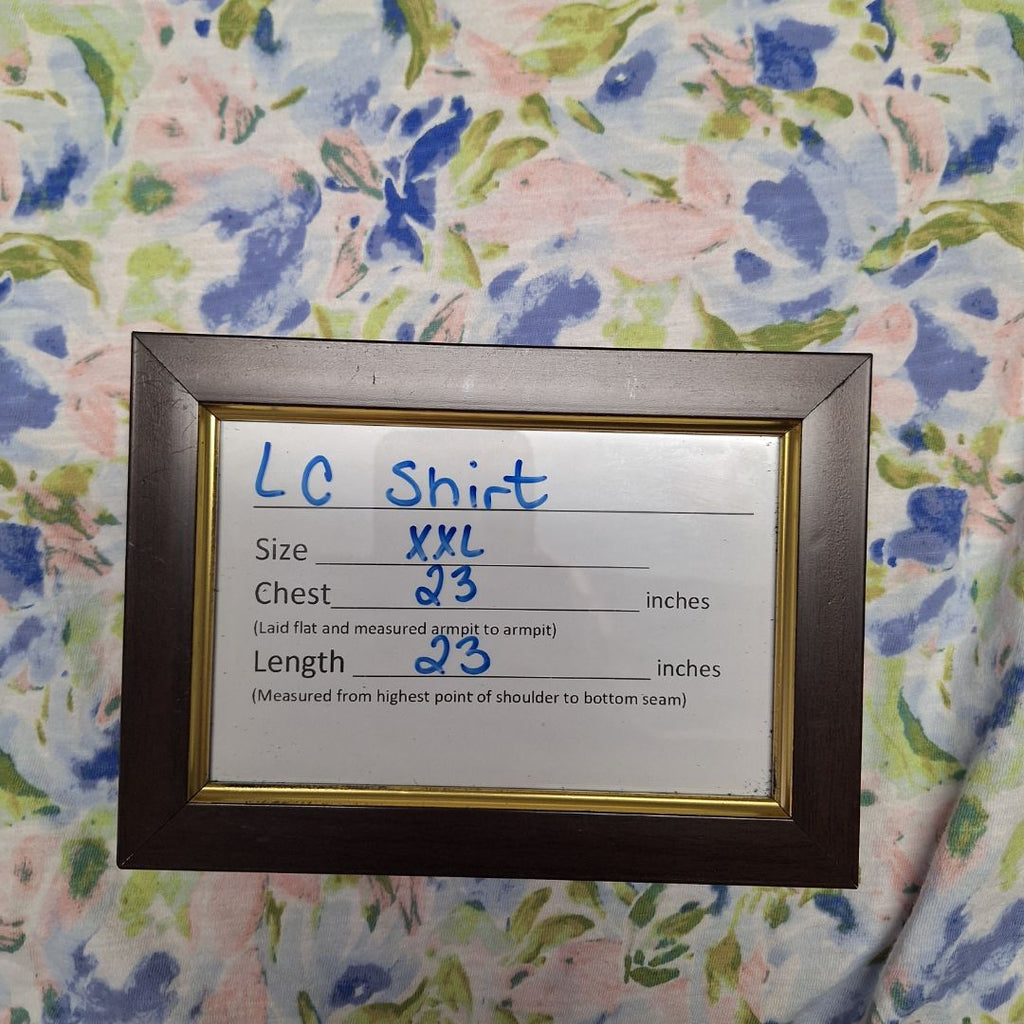 LC Shirt
Size XXL
Chest 23 inches
(Laid flat and measured armpit to armpit)
Length 23 inches
(Measured from highest point of shoulder to bottom seam)